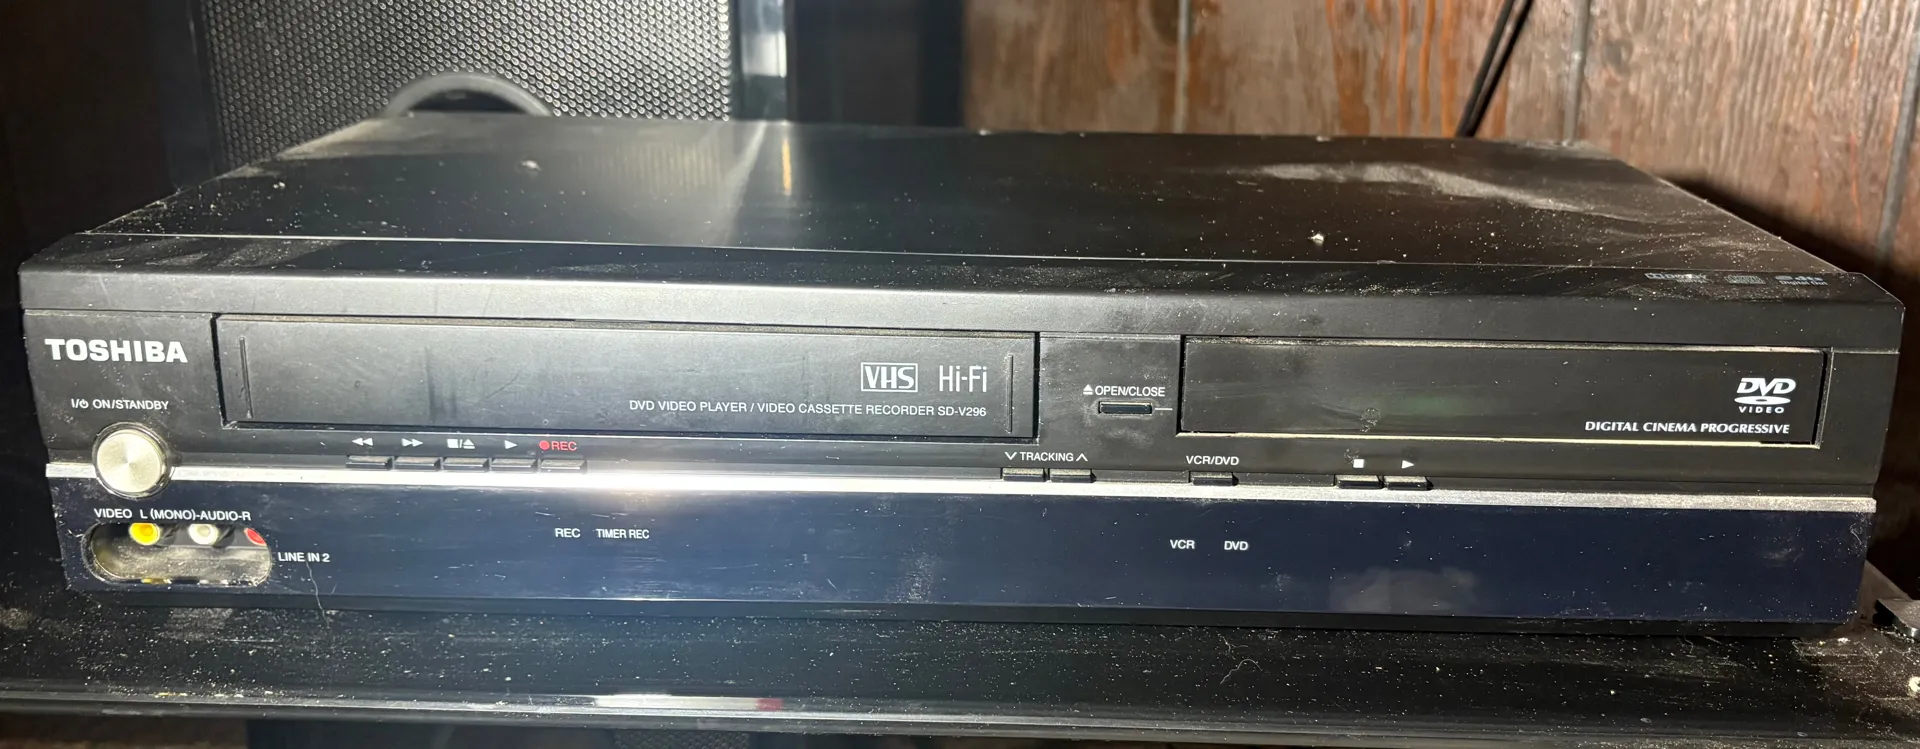 TOSHIBA
I/⏻ ON/STANDBY
VHS Hi-Fi
DVD VIDEO PLAYER / VIDEO CASSETTE RECORDER SD-V296
REC
TRACKING
OPEN/CLOSE
VCR/DVD
DVD
VIDEO
DIGITAL CINEMA PROGRESSIVE
VIDEO L (MONO)-AUDIO-R
LINE IN 2
REC TIMER REC
VCR DVD